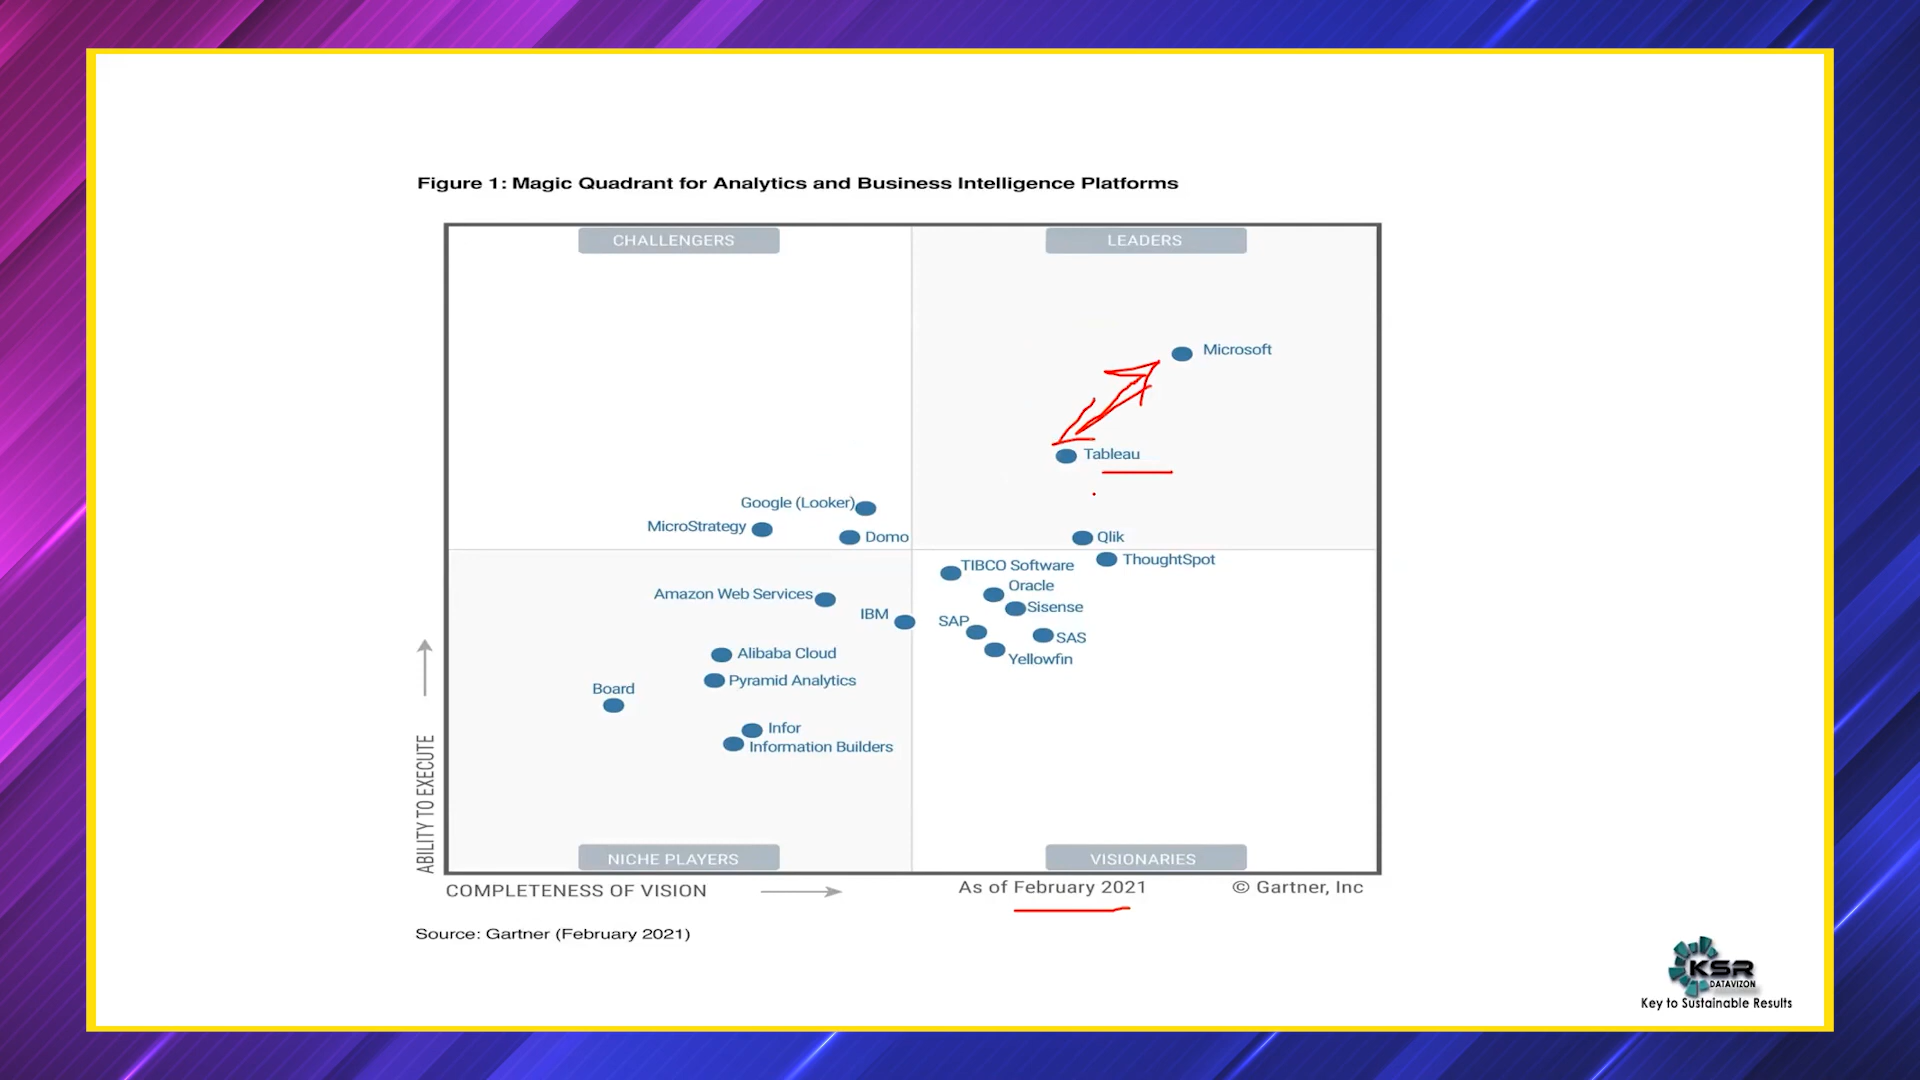 Figure 1: Magic Quadrant for Analytics and Business Intelligence Platforms
CHALLENGERS
LEADERS
Microsoft
Tableau
Google (Looker)
MicroStrategy
Domo
Qlik
ThoughtSpot
TIBCO Software
Oracle
Amazon Web Services
Sisense
IBM
SAP
SAS
Yellowfin
Alibaba Cloud
Pyramid Analytics
Board
Infor
Information Builders
ABILITY TO EXECUTE
NICHE PLAYERS
VISIONARIES
COMPLETENESS OF VISION
As of February 2021
© Gartner, Inc
Source: Gartner (February 2021)
KSR
DATAVIZON
Key to Sustainable Results